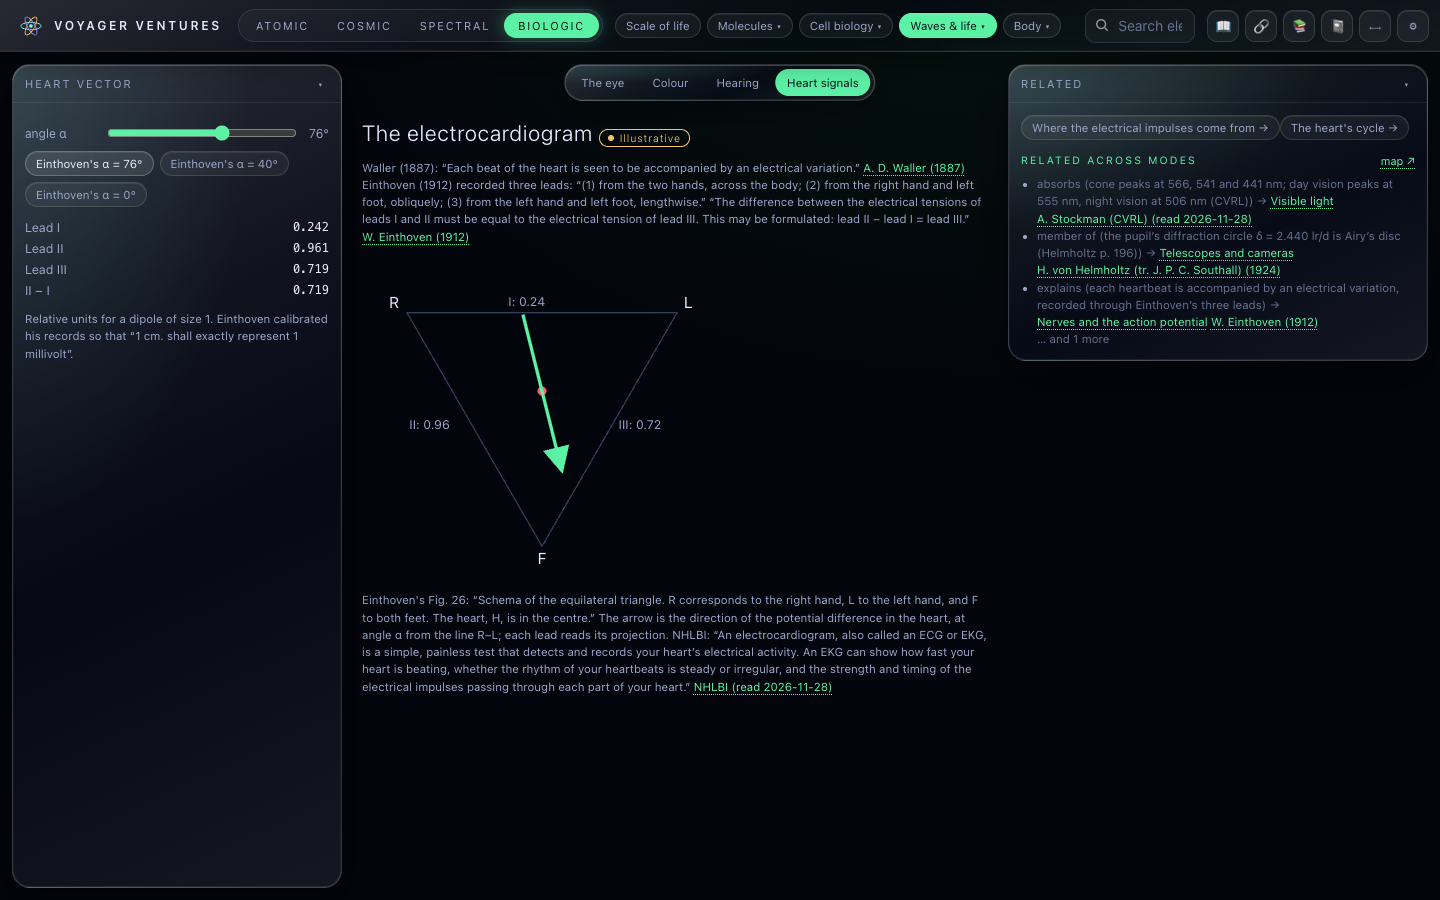 VOYAGER VENTURES
ATOMIC
COSMIC
SPECTRAL
BIOLOGIC
Scale of life
Molecules
Cell biology
Waves & life
Body
Search ele
HEART VECTOR
angle α
76°
Einthoven's α = 76°
Einthoven's α = 40°
Einthoven's α = 0°
Lead I 0.242
Lead II 0.961
Lead III 0.719
II − I 0.719
Relative units for a dipole of size 1. Einthoven calibrated
his records so that “1 cm. shall exactly represent 1
millivolt”.
The eye
Colour
Hearing
Heart signals
The electrocardiogram
Illustrative
Waller (1887): “Each beat of the heart is seen to be accompanied by an electrical variation.” A. D. Waller (1887)
Einthoven (1912) recorded three leads: “(1) from the two hands, across the body; (2) from the right hand and left
foot, obliquely; (3) from the left hand and left foot, lengthwise.” “The difference between the electrical tensions of
leads I and II must be equal to the electrical tension of lead III. This may be formulated: lead II − lead I = lead III.”
W. Einthoven (1912)
R
I: 0.24
L
II: 0.96
III: 0.72
F
Einthoven's Fig. 26: “Schema of the equilateral triangle. R corresponds to the right hand, L to the left hand, and F
to both feet. The heart, H, is in the centre.” The arrow is the direction of the potential difference in the heart, at
angle α from the line R–L; each lead reads its projection. NHLBI: “An electrocardiogram, also called an ECG or EKG,
is a simple, painless test that detects and records your heart’s electrical activity. An EKG can show how fast your
heart is beating, whether the rhythm of your heartbeats is steady or irregular, and the strength and timing of the
electrical impulses passing through each part of your heart.” NHLBI (read 2026-11-28)
RELATED
Where the electrical impulses come from →
The heart's cycle →
RELATED ACROSS MODES
map ↗
absorbs (cone peaks at 566, 541 and 441 nm; day vision peaks at
555 nm, night vision at 506 nm (CVRL)) → Visible light
A. Stockman (CVRL) (read 2026-11-28)
member of (the pupil's diffraction circle δ = 2.440 lr/d is Airy's disc
(Helmholtz p. 196)) → Telescopes and cameras
H. von Helmholtz (tr. J. P. C. Southall) (1924)
explains (each heartbeat is accompanied by an electrical variation,
recorded through Einthoven's three leads) →
Nerves and the action potential W. Einthoven (1912)
... and 1 more